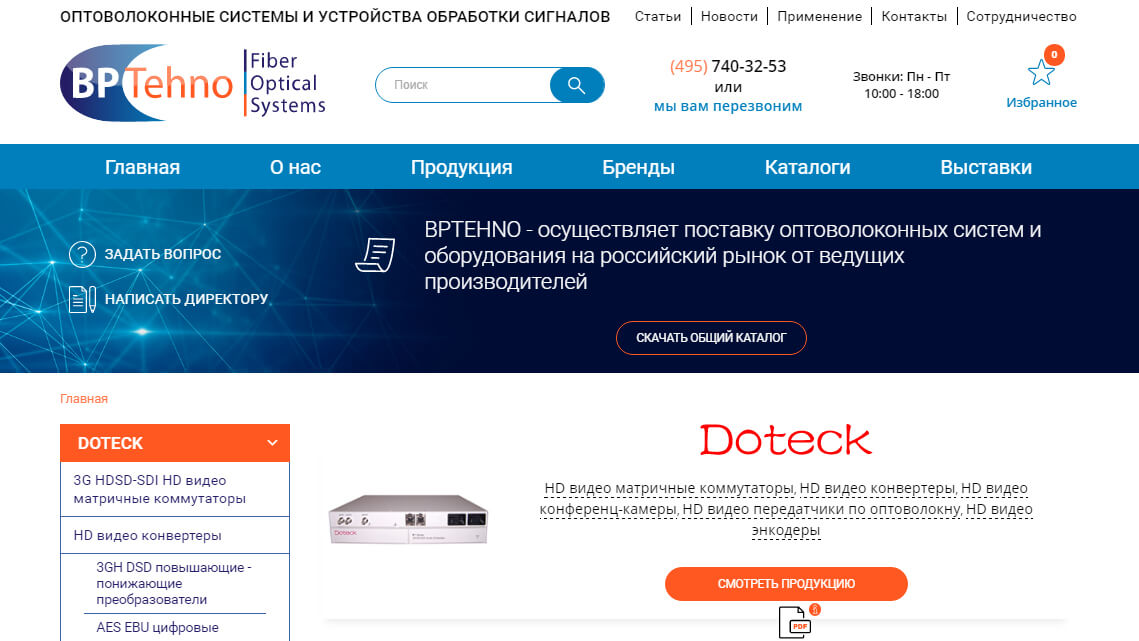 ОПТОВОЛОКОННЫЕ СИСТЕМЫ И УСТРОЙСТВА ОБРАБОТКИ СИГНАЛОВ
Статьи Новости Применение Контакты Сотрудничество
BPTehno
Fiber
Optical
Systems
Поиск
(495) 740-32-53
или
мы вам перезвоним
Звонки: Пн - Пт
10:00 - 18:00
0
Избранное
Главная О нас Продукция Бренды Каталоги Выставки
ЗАДАТЬ ВОПРОС
НАПИСАТЬ ДИРЕКТОРУ
BPTEHNO - осуществляет поставку оптоволоконных систем и
оборудования на российский рынок от ведущих
производителей
СКАЧАТЬ ОБЩИЙ КАТАЛОГ
Главная
DOTECK
3G HDSD-SDI HD видео
матричные коммутаторы
HD видео конвертеры
3GH DSD повышающие -
понижающие
преобразователи
AES EBU цифровые
Doteck
Doteck
HD видео матричные коммутаторы, HD видео конвертеры, HD видео
конференц-камеры, HD видео передатчики по оптоволокну, HD видео
энкодеры
СМОТРЕТЬ ПРОДУКЦИЮ
PDF